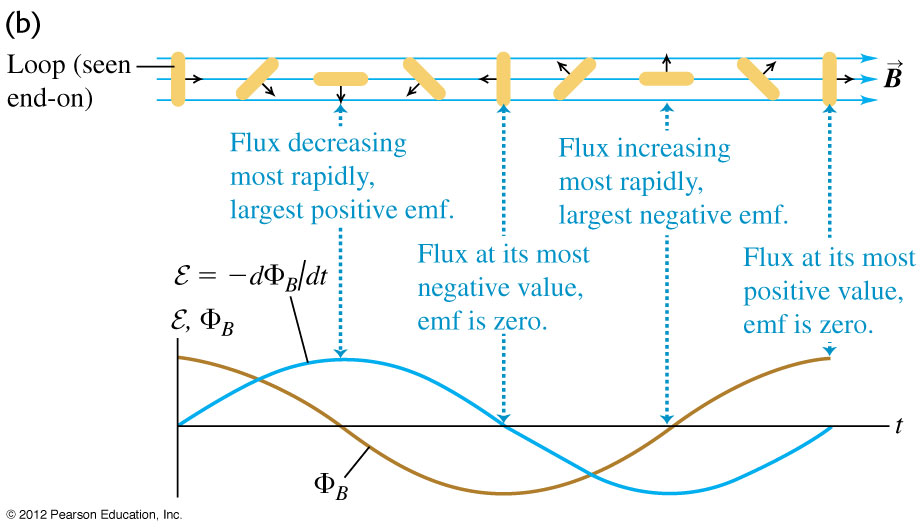 (b)
Loop (seen
end-on)
B⃗
Flux decreasing
most rapidly,
largest positive emf.
Flux increasing
most rapidly,
largest negative emf.
Flux at its most
negative value,
emf is zero.
Flux at its most
positive value,
emf is zero.
ℰ = −dΦB/dt
ℰ, ΦB
t
ΦB
© 2012 Pearson Education, Inc.